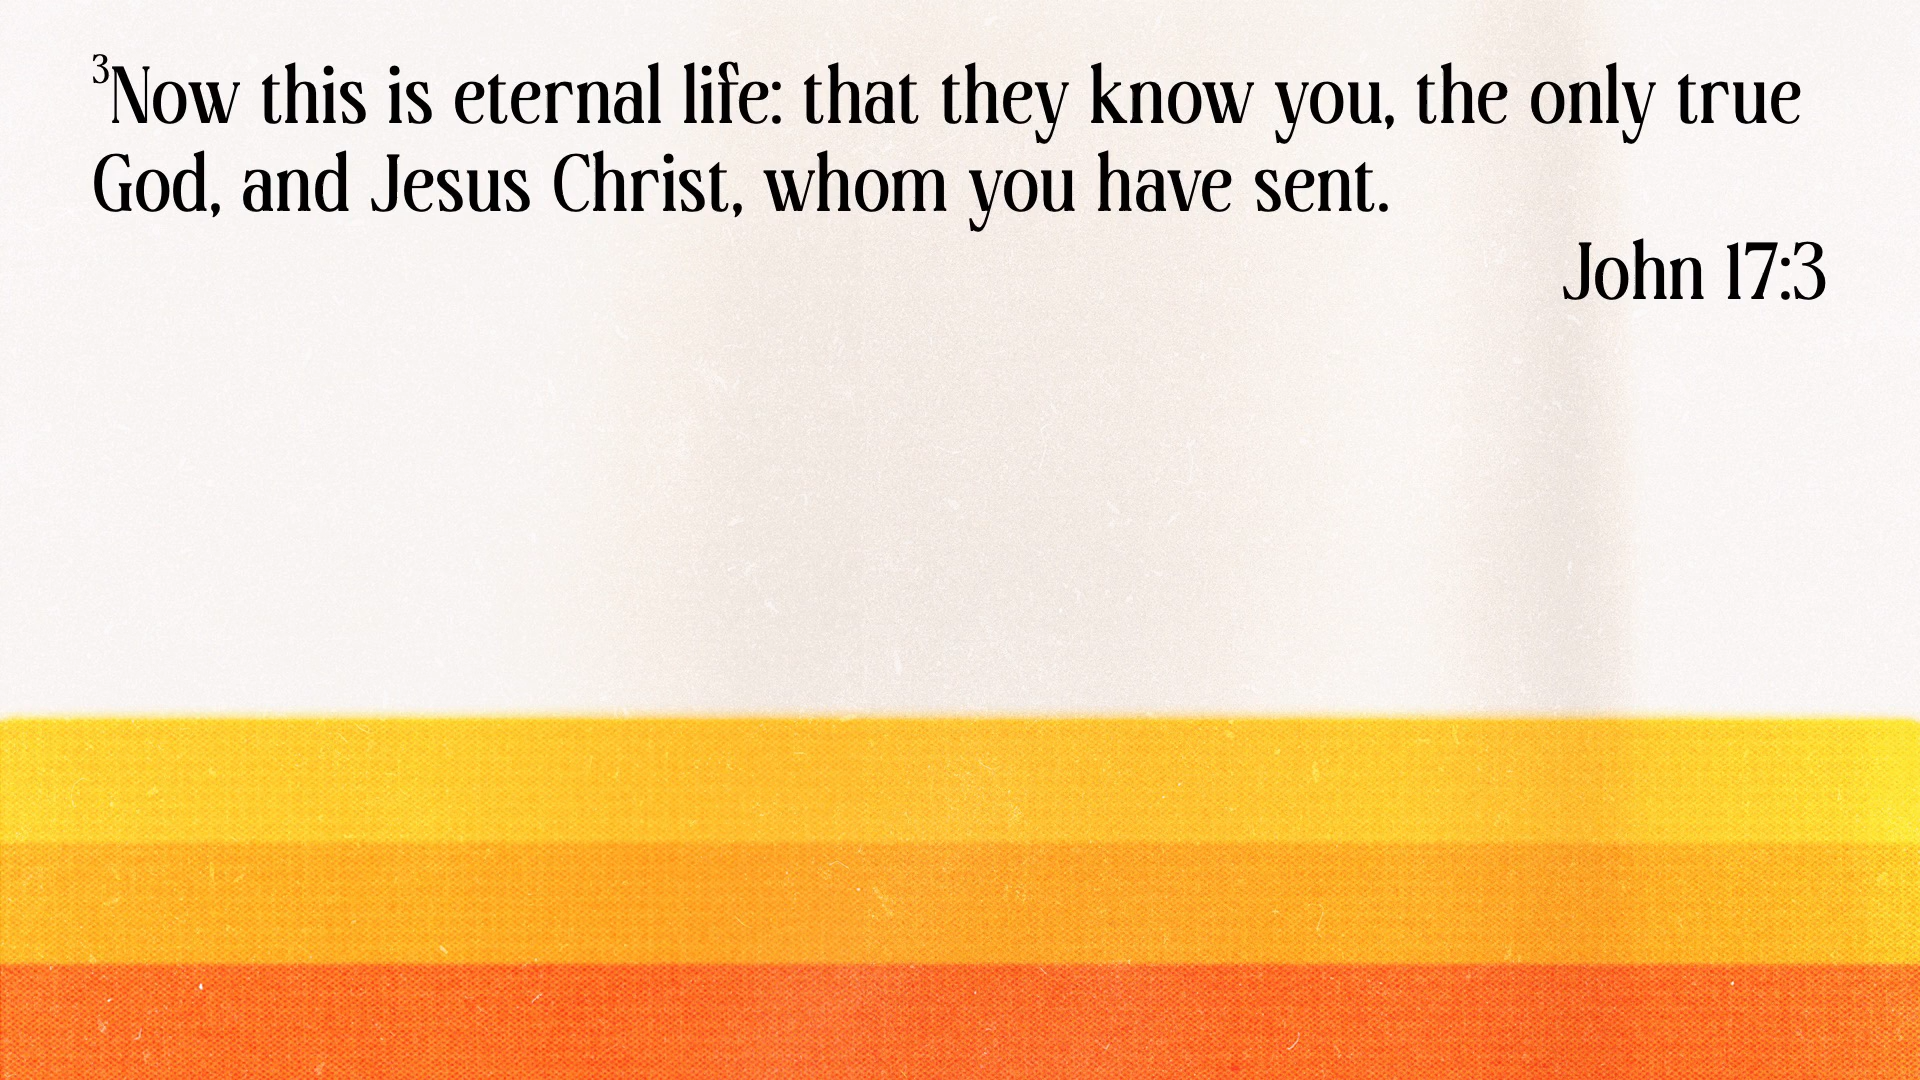 ³Now this is eternal life: that they know you, the only true
God, and Jesus Christ, whom you have sent.
John 17:3